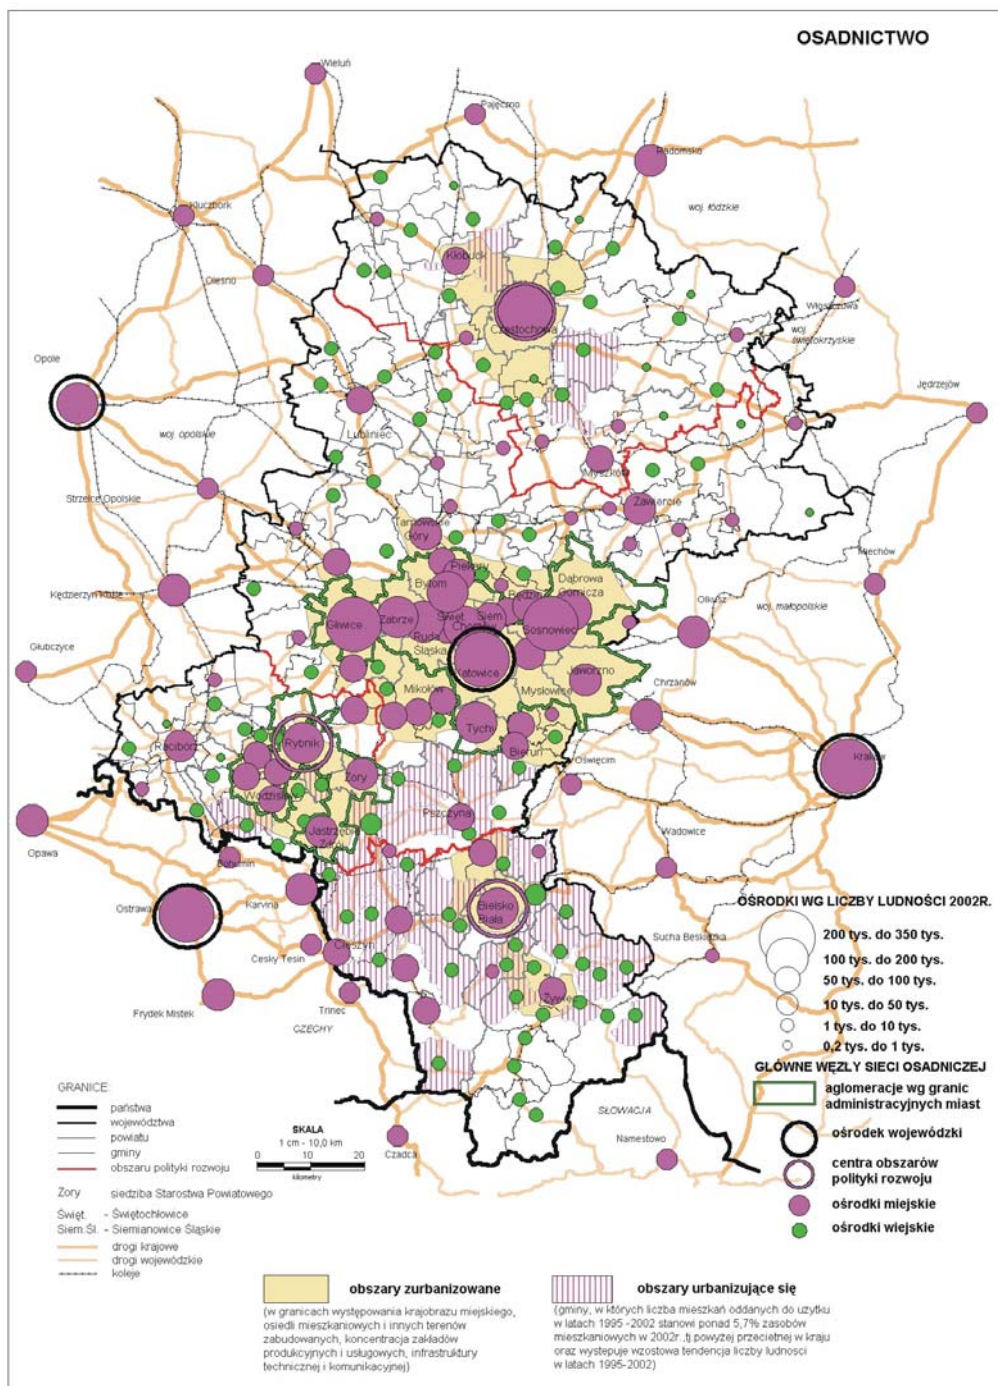 OSADNICTWO
Wieluń
Pajęczno
Radomsko
woj. łódzkie
Kluczbork
Kłobuck
Olesno
Włoszczowa
Częstochowa
woj.
świętokrzyskie
Opole
Jędrzejów
woj. opolskie
Lubliniec
Myszków
Strzelce Opolskie
Zawiercie
Tarnowskie
Góry
Miechów
Piekary
Dąbrowa
Górnicza
Bytom
Będzin
Olkusz
Kędzierzyn Koźle
woj. małopolskie
Gliwice
Zabrze
Święt.
Siem.
Chorzów
Sosnowiec
Ruda
Śląska
Głubczyce
Katowice
Jaworzno
Mysłowice
Chrzanów
Mikołów
Tychy
Racibórz
Rybnik
Bieruń
Kraków
Oświęcim
Żory
Wodzisław
Pszczyna
Jastrzębie
Zdrój
Wadowice
Opawa
Bohumin
Karvina
Ostrawa
Bielsko
Biała
Cieszyn
Sucha Beskidzka
Cesky Tesin
Żywiec
Frydek Mistek
Trinec
CZECHY
SŁOWACJA
Czadca
Namestowo
OŚRODKI WG LICZBY LUDNOŚCI 2002R.
200 tys. do 350 tys.
100 tys. do 200 tys.
50 tys. do 100 tys.
10 tys. do 50 tys.
1 tys. do 10 tys.
0,2 tys. do 1 tys.
GŁÓWNE WĘZŁY SIECI OSADNICZEJ
aglomeracje wg granic
administracyjnych miast
ośrodek wojewódzki
centra obszarów
polityki rozwoju
ośrodki miejskie
ośrodki wiejskie
GRANICE:
państwa
województwa
powiatu
gminy
obszaru polityki rozwoju
SKALA
1 cm - 10,0 km
0 10 20
kilometry
Żory siedziba Starostwa Powiatowego
Święt. - Świętochłowice
Siem.Śl. - Siemianowice Śląskie
drogi krajowe
drogi wojewódzkie
koleje
obszary zurbanizowane
(w granicach występowania krajobrazu miejskiego,
osiedli mieszkaniowych i innych terenów
zabudowanych, koncentracja zakładów
produkcyjnych i usługowych, infrastruktury
technicznej i komunikacyjnej)
obszary urbanizujące się
(gminy, w których liczba mieszkań oddanych do użytku
w latach 1995 -2002 stanowi ponad 5,7% zasobów
mieszkaniowych w 2002r.,tj.powyżej przeciętnej w kraju
oraz wystepuje wzostowa tendencja liczby ludnosci
w latach 1995-2002)